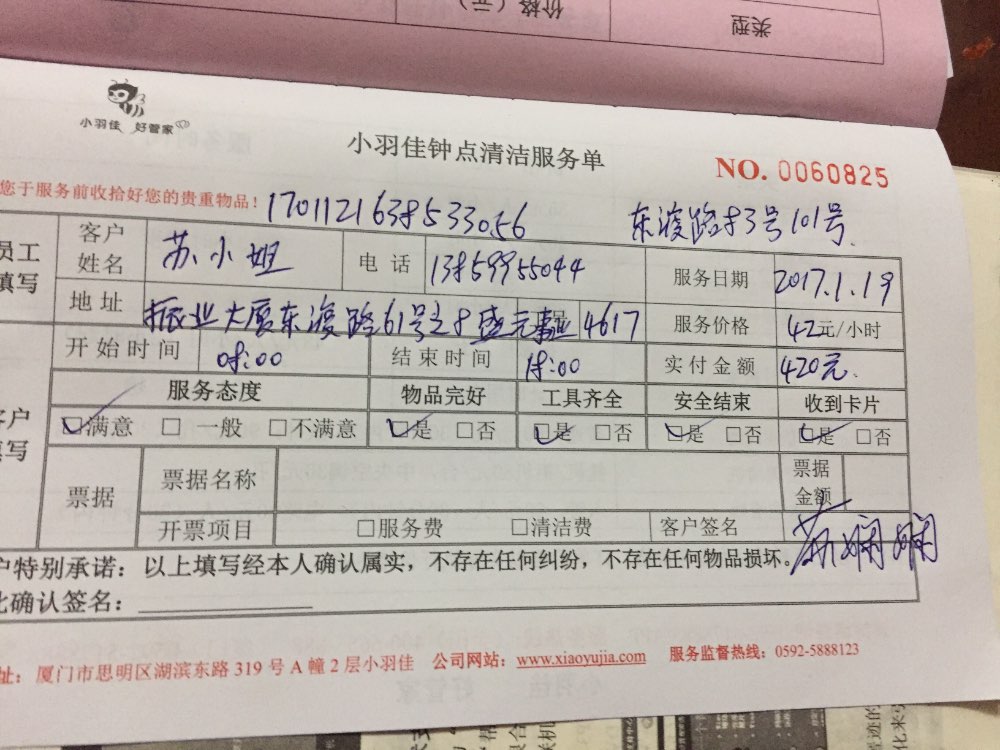 价格（元）
类型
小羽佳 好管家
小羽佳钟点清洁服务单
NO. 0060825
您于服务前收拾好您的贵重物品！
东渡路83号101号
员工 客户 姓名 苏小姐 电话 13859955044 服务日期 2017.1.19
填写 地址 振业大厦东渡路61号之8 4617 服务价格 42元/小时
开始时间 08:00 结束时间 18:00 实付金额 420元.
服务态度 物品完好 工具齐全 安全结束 收到卡片
客户 填写 ☑满意 □一般 □不满意 ☑是 □否 ☑是 □否 ☑是 □否 ☑是 □否
票据 票据名称 票据金额
开票项目 □服务费 □清洁费 客户签名 苏娴娴
户特别承诺：以上填写经本人确认属实，不存在任何纠纷，不存在任何物品损坏。
此确认签名：
址：厦门市思明区湖滨东路 319 号 A 幢 2 层小羽佳 公司网站：www.xiaoyujia.com 服务监督热线：0592-5888123